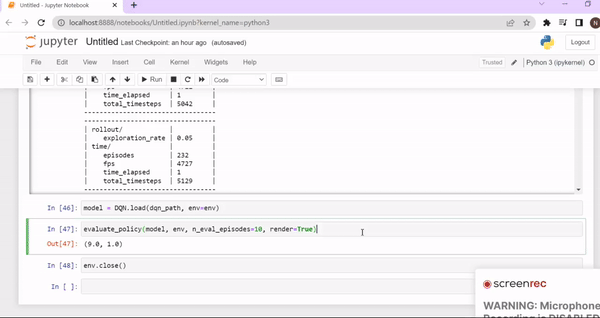 Untitled - Jupyter Notebook
localhost:8888/notebooks/Untitled.ipynb?kernel_name=python3
N
jupyter Untitled Last Checkpoint: an hour ago (autosaved)
Logout
File Edit View Insert Cell Kernel Widgets Help
Trusted Python 3 (ipykernel)
Run Code
| time_elapsed | 1 |
| total_timesteps | 5042 |
----------------------------------
----------------------------------
| rollout/ | |
| exploration_rate | 0.05 |
| time/ | |
| episodes | 232 |
| fps | 4727 |
| time_elapsed | 1 |
| total_timesteps | 5129 |
----------------------------------
In [46]: model = DQN.load(dqn_path, env=env)
In [47]: evaluate_policy(model, env, n_eval_episodes=10, render=True)
Out[47]: (9.0, 1.0)
In [48]: env.close()
In [ ]:
screenrec
WARNING: Microphone
Recording is DISABLED